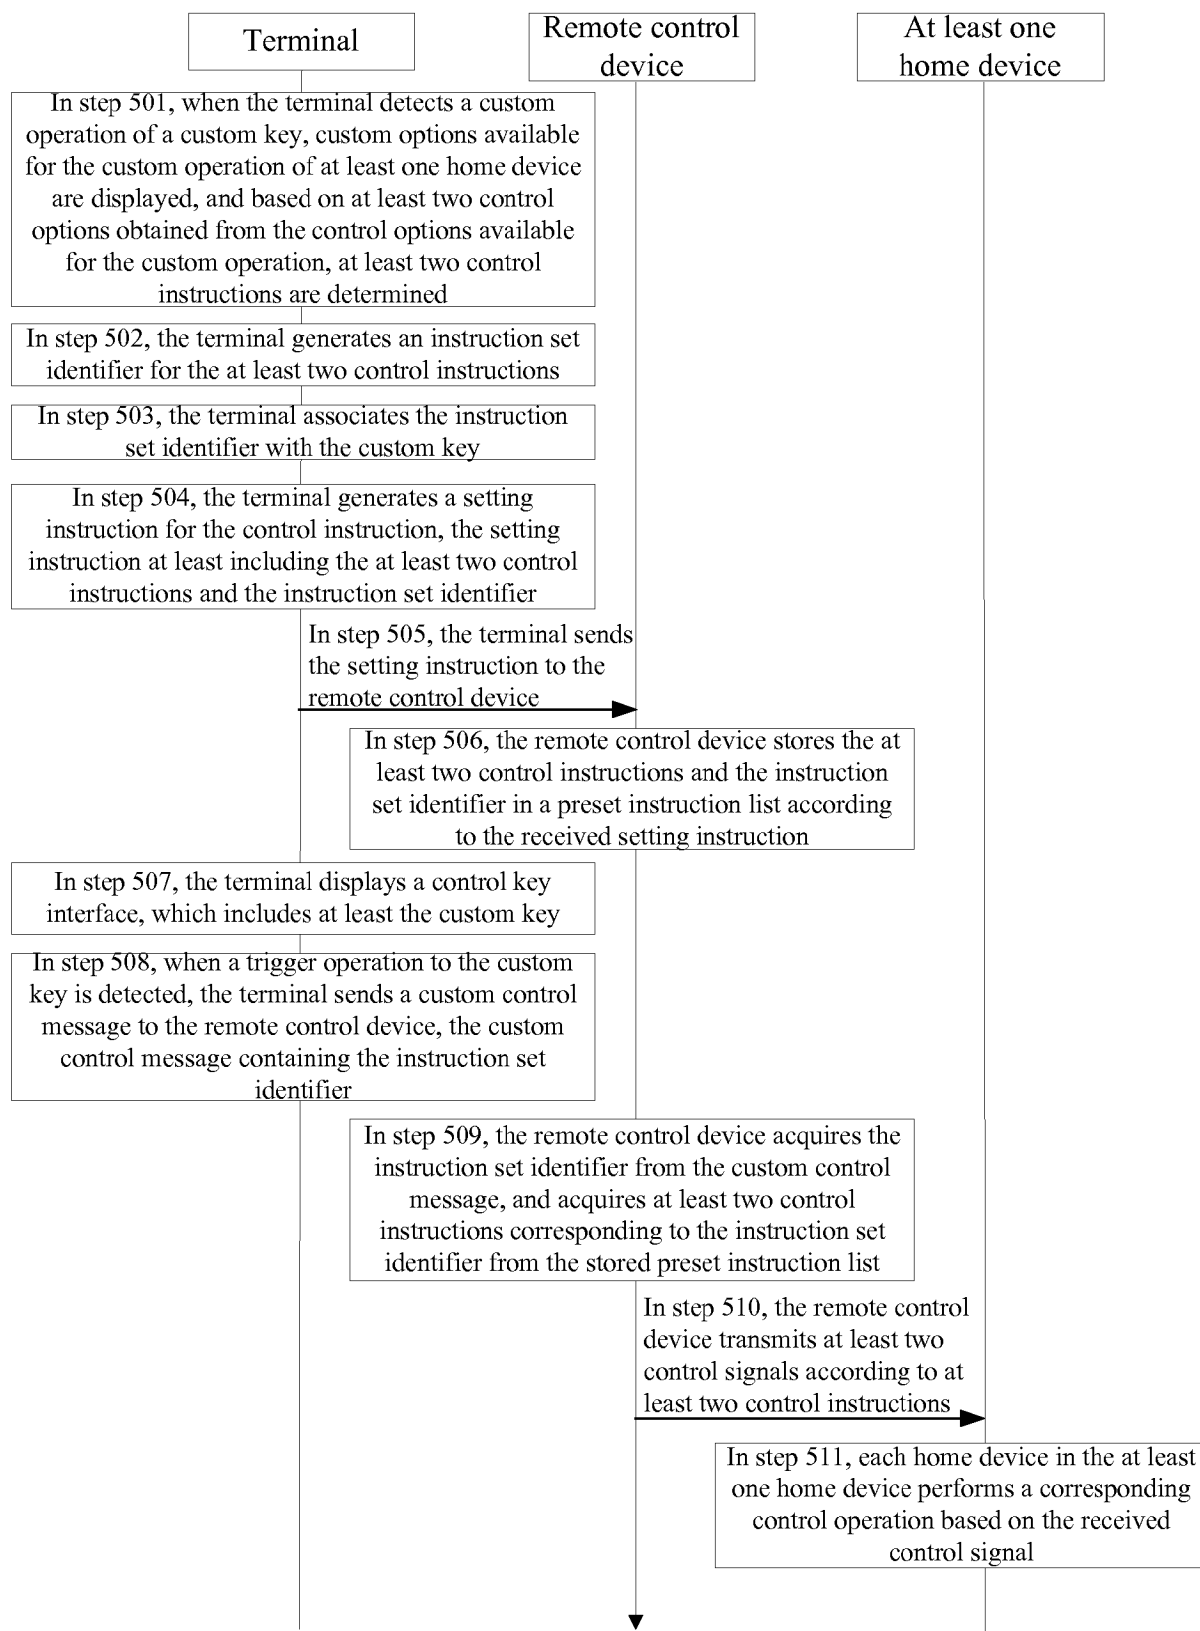 Terminal
Remote control
device
At least one
home device
In step 501, when the terminal detects a custom
operation of a custom key, custom options available
for the custom operation of at least one home device
are displayed, and based on at least two control
options obtained from the control options available
for the custom operation, at least two control
instructions are determined
In step 502, the terminal generates an instruction set
identifier for the at least two control instructions
In step 503, the terminal associates the instruction
set identifier with the custom key
In step 504, the terminal generates a setting
instruction for the control instruction, the setting
instruction at least including the at least two control
instructions and the instruction set identifier
In step 505, the terminal sends
the setting instruction to the
remote control device
In step 506, the remote control device stores the at
least two control instructions and the instruction
set identifier in a preset instruction list according
to the received setting instruction
In step 507, the terminal displays a control key
interface, which includes at least the custom key
In step 508, when a trigger operation to the custom
key is detected, the terminal sends a custom control
message to the remote control device, the custom
control message containing the instruction set
identifier
In step 509, the remote control device acquires the
instruction set identifier from the custom control
message, and acquires at least two control
instructions corresponding to the instruction set
identifier from the stored preset instruction list
In step 510, the remote control
device transmits at least two
control signals according to at
least two control instructions
In step 511, each home device in the at least
one home device performs a corresponding
control operation based on the received
control signal